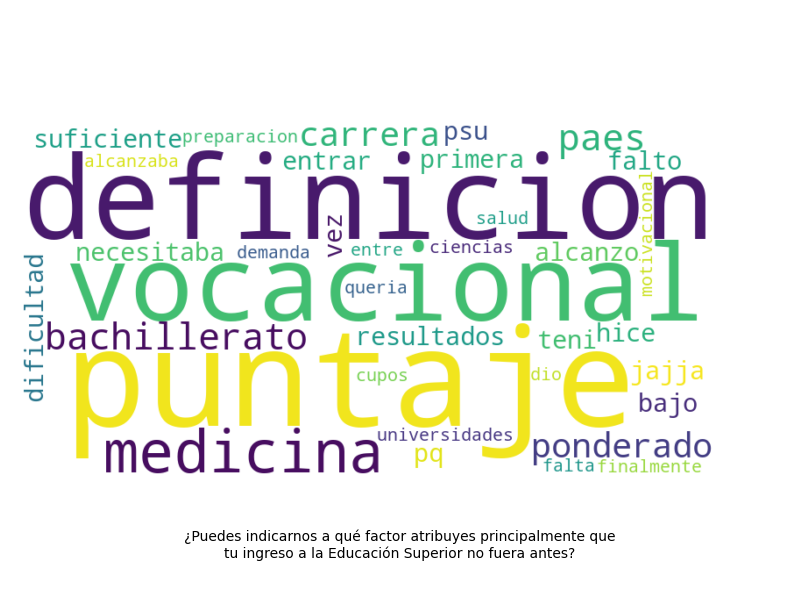 suficiente preparacion carrera psu paes
alcanzaba entrar primera falto
definicion
motivacional
salud
vez
necesitaba demanda entre ciencias alcanzo
vocacional
queria
dificultad
bachillerato resultados teni hice
puntaje
cupos dio jajja
bajo
medicina universidades ponderado
pq
falta finalmente
¿Puedes indicarnos a qué factor atribuyes principalmente que
tu ingreso a la Educación Superior no fuera antes?